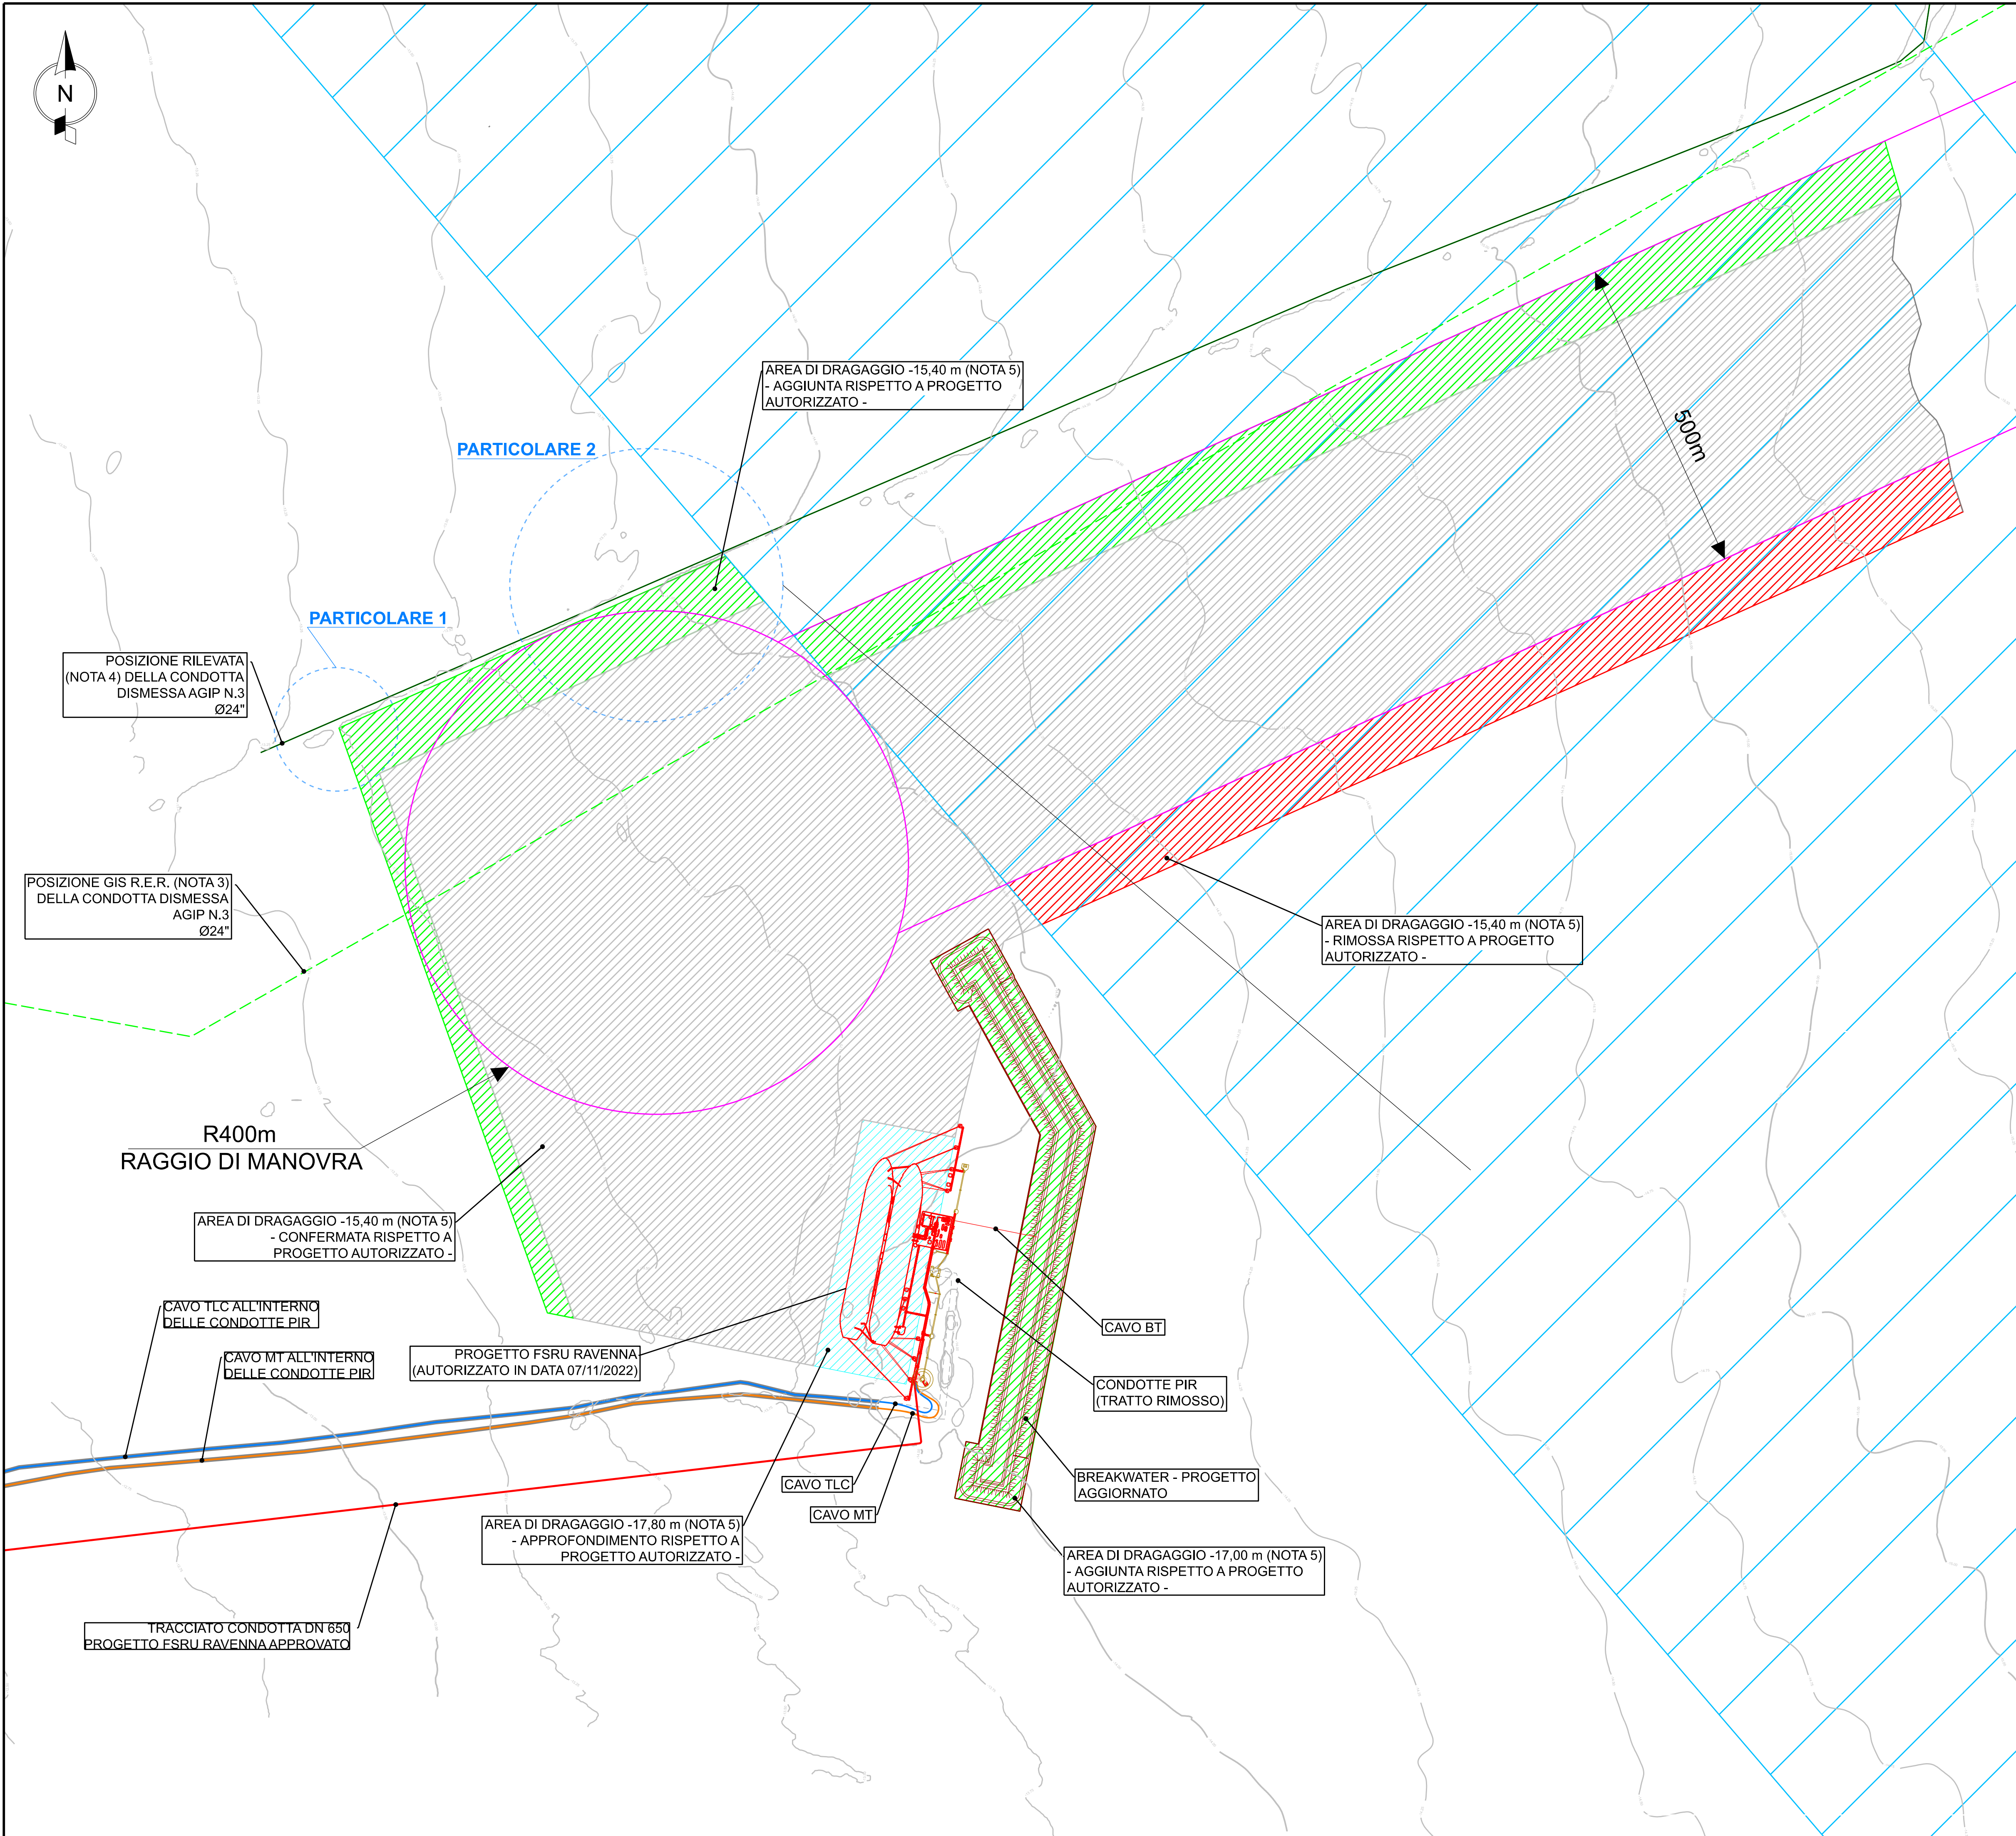 N
AREA DI DRAGAGGIO -15,40 m (NOTA 5)
- AGGIUNTA RISPETTO A PROGETTO
AUTORIZZATO -
500m
PARTICOLARE 2
PARTICOLARE 1
POSIZIONE RILEVATA
(NOTA 4) DELLA CONDOTTA
DISMESSA AGIP N.3
Ø24"
POSIZIONE GIS R.E.R. (NOTA 3)
DELLA CONDOTTA DISMESSA
AGIP N.3
Ø24"
AREA DI DRAGAGGIO -15,40 m (NOTA 5)
- RIMOSSA RISPETTO A PROGETTO
AUTORIZZATO -
R400m
RAGGIO DI MANOVRA
AREA DI DRAGAGGIO -15,40 m (NOTA 5)
- CONFERMATA RISPETTO A
PROGETTO AUTORIZZATO -
CAVO TLC ALL'INTERNO
DELLE CONDOTTE PIR
CAVO MT ALL'INTERNO
DELLE CONDOTTE PIR
PROGETTO FSRU RAVENNA
(AUTORIZZATO IN DATA 07/11/2022)
CAVO BT
CONDOTTE PIR
(TRATTO RIMOSSO)
CAVO TLC
CAVO MT
BREAKWATER - PROGETTO
AGGIORNATO
AREA DI DRAGAGGIO -17,80 m (NOTA 5)
- APPROFONDIMENTO RISPETTO A
PROGETTO AUTORIZZATO -
AREA DI DRAGAGGIO -17,00 m (NOTA 5)
- AGGIUNTA RISPETTO A PROGETTO
AUTORIZZATO -
TRACCIATO CONDOTTA DN 650
PROGETTO FSRU RAVENNA APPROVATO